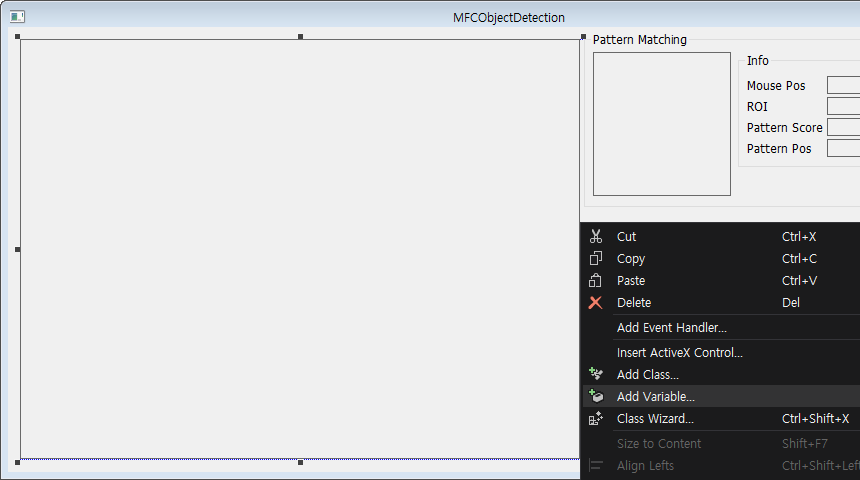 MFCObjectDetection
Pattern Matching
Info
Mouse Pos
ROI
Pattern Score
Pattern Pos
Cut Ctrl+X
Copy Ctrl+C
Paste Ctrl+V
Delete Del
Add Event Handler...
Insert ActiveX Control...
Add Class...
Add Variable...
Class Wizard... Ctrl+Shift+X
Size to Content Shift+F7
Align Lefts Ctrl+Shift+Lef